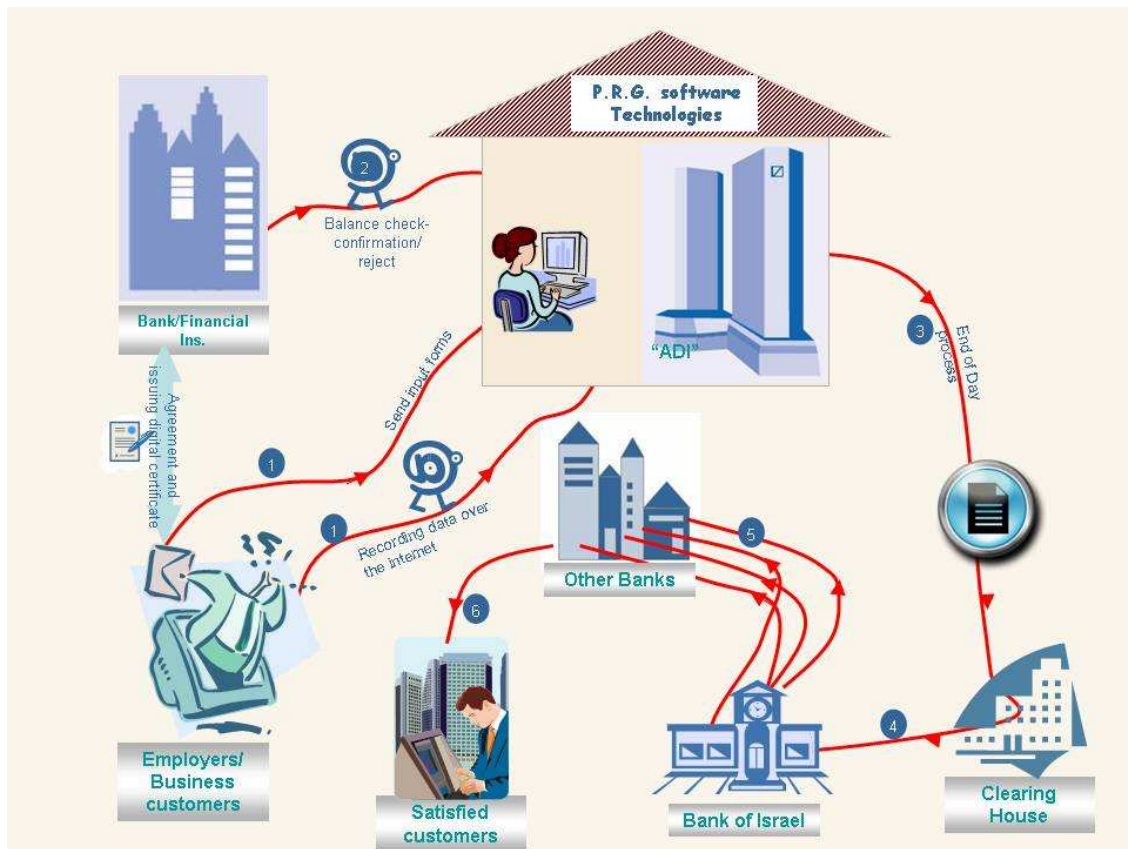 P.R.G. software
Technologies
2
Balance check-
confirmation/
reject
Bank/Financial
Ins.
"ADI"
3
End of Day
process
Send input forms
Agreement and
issuing digital certificate
1
1
Recording data over
the internet
5
Other Banks
6
4
Employers/
Business
customers
Satisfied
customers
Bank of Israel
Clearing
House